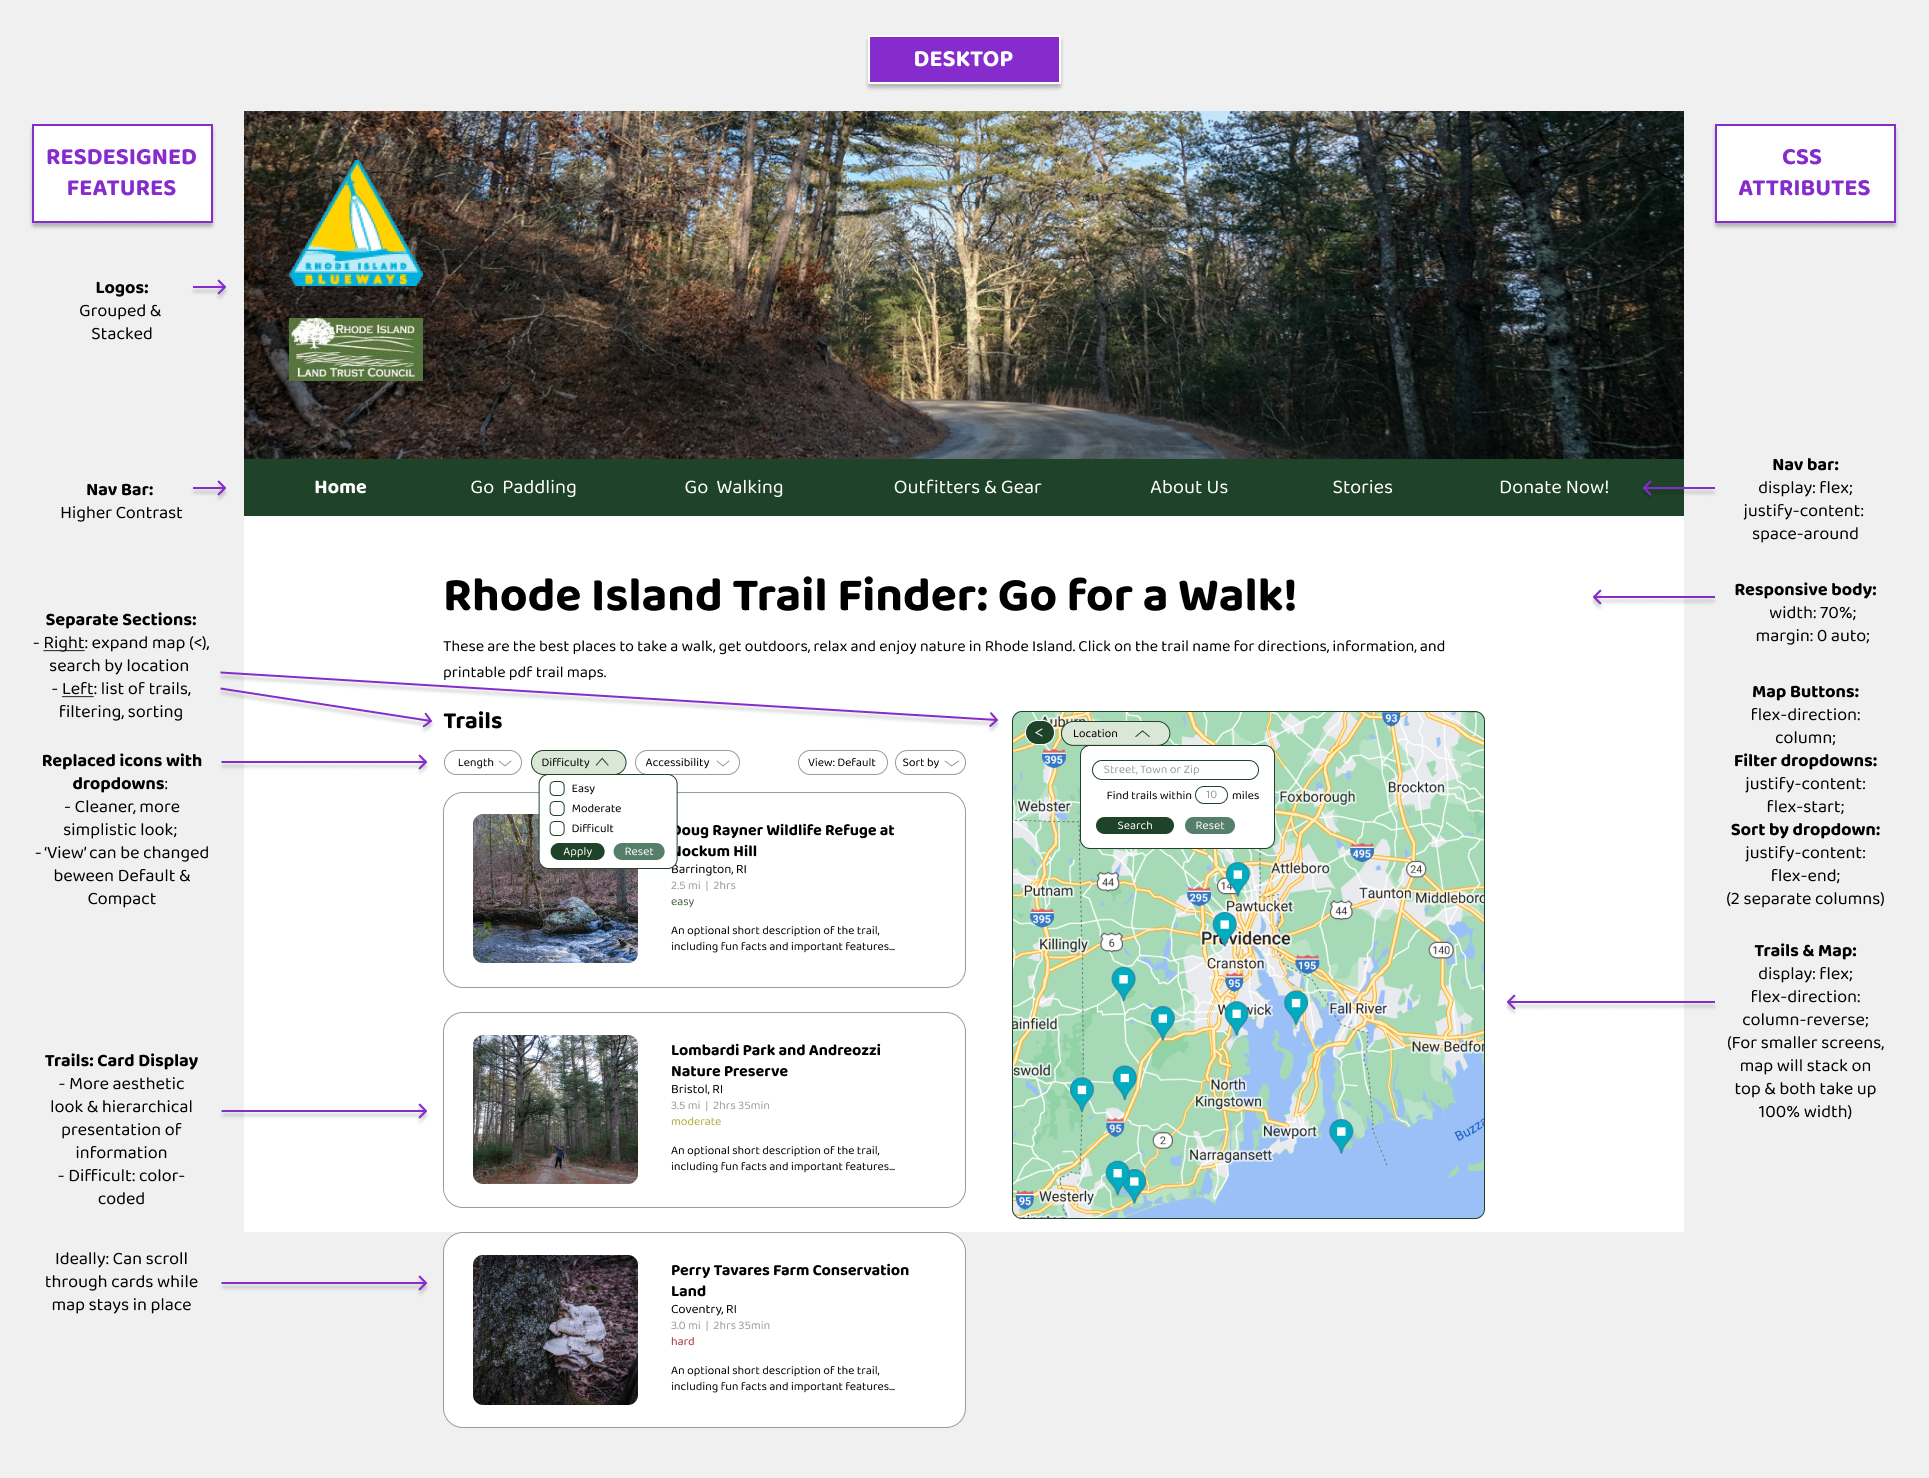 DESKTOP
RESDESIGNED
FEATURES
Logos:
Grouped &
Stacked
Nav Bar:
Higher Contrast
Separate Sections:
- Right: expand map (<),
search by location
- Left: list of trails,
filtering, sorting
Replaced icons with
dropdowns:
- Cleaner, more
simplistic look;
- 'View' can be changed
beween Default &
Compact
Trails: Card Display
- More aesthetic
look & hierarchical
presentation of
information
- Difficult: color-
coded
Ideally: Can scroll
through cards while
map stays in place
RHODE ISLAND
BLUEWAYS
RHODE ISLAND
LAND TRUST COUNCIL
Home Go Paddling Go Walking Outfitters & Gear About Us Stories Donate Now!
Rhode Island Trail Finder: Go for a Walk!
These are the best places to take a walk, get outdoors, relax and enjoy nature in Rhode Island. Click on the trail name for directions, information, and
printable pdf trail maps.
Trails
Length Difficulty Accessibility View: Default Sort by
Easy
Moderate
Difficult
Apply Reset
Doug Rayner Wildlife Refuge at
Nockum Hill
Barrington, RI
2.5 mi | 2hrs
easy
An optional short description of the trail,
including fun facts and important features...
Lombardi Park and Andreozzi
Nature Preserve
Bristol, RI
3.5 mi | 2hrs 35min
moderate
An optional short description of the trail,
including fun facts and important features...
Perry Tavares Farm Conservation
Land
Coventry, RI
3.0 mi | 2hrs 35min
hard
An optional short description of the trail,
including fun facts and important features...
Auburn
93
< Location
395
Street, Town or Zip
Find trails within 10 miles
Search Reset
Webster
Foxborough
Brockton
495
Attleboro
24
Putnam
44
295
14
Taunton
Middleboro
395
Pawtucket
44
Killingly
6
Providence
140
Cranston
195
95
Warwick
Fall River
ainfield
New Bedfor
swold
North
Kingstown
95
2
Newport
Buzza
Narragansett
95
Westerly
CSS
ATTRIBUTES
Nav bar:
display: flex;
justify-content:
space-around
Responsive body:
width: 70%;
margin: 0 auto;
Map Buttons:
flex-direction:
column;
Filter dropdowns:
justify-content:
flex-start;
Sort by dropdown:
justify-content:
flex-end;
(2 separate columns)
Trails & Map:
display: flex;
flex-direction:
column-reverse;
(For smaller screens,
map will stack on
top & both take up
100% width)